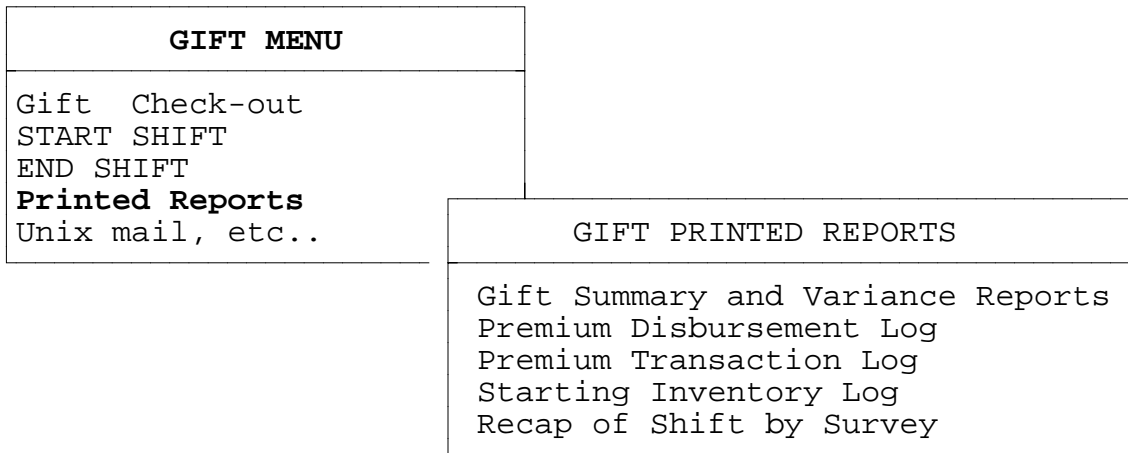 GIFT MENU
Gift  Check-out
START SHIFT
END SHIFT
Printed Reports
Unix mail, etc..
GIFT PRINTED REPORTS
Gift Summary and Variance Reports
Premium Disbursement Log
Premium Transaction Log
Starting Inventory Log
Recap of Shift by Survey